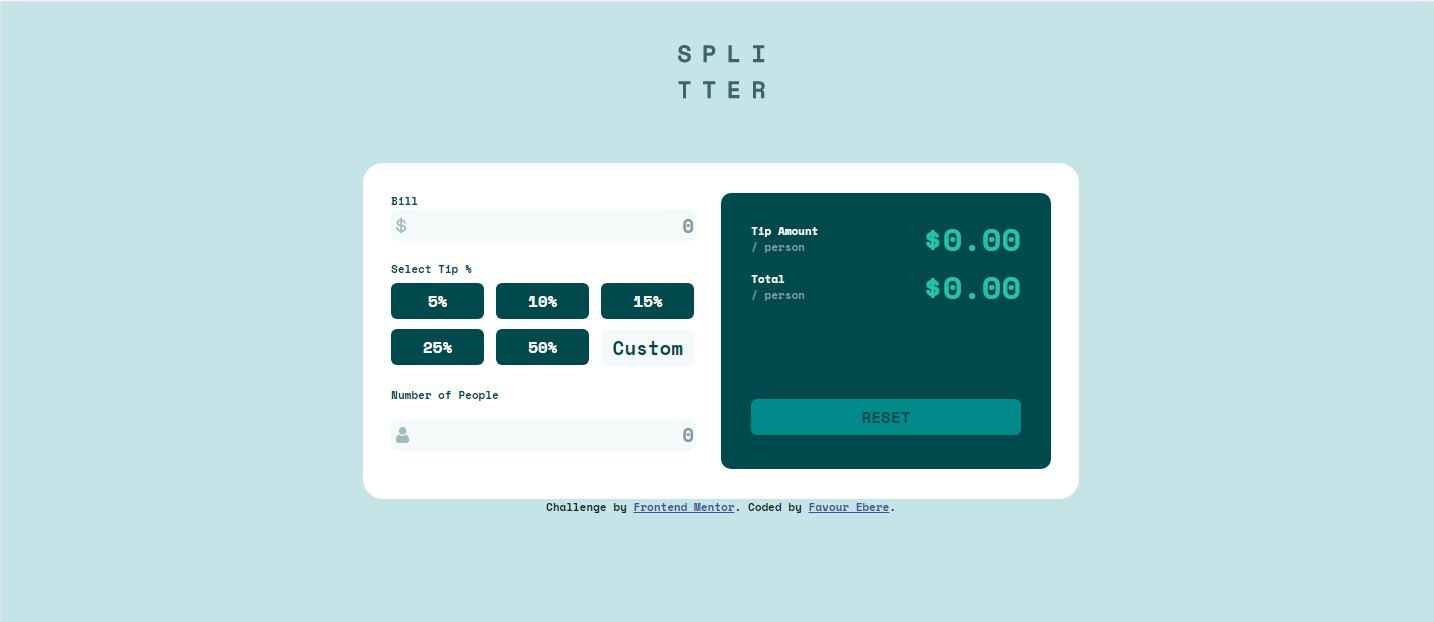 SPLI
TTER
Bill
$ 0
Select Tip %
5% 10% 15%
25% 50% Custom
Number of People
0
Tip Amount
/ person
$0.00
Total
/ person
$0.00
RESET
Challenge by Frontend Mentor. Coded by Favour Ebere.